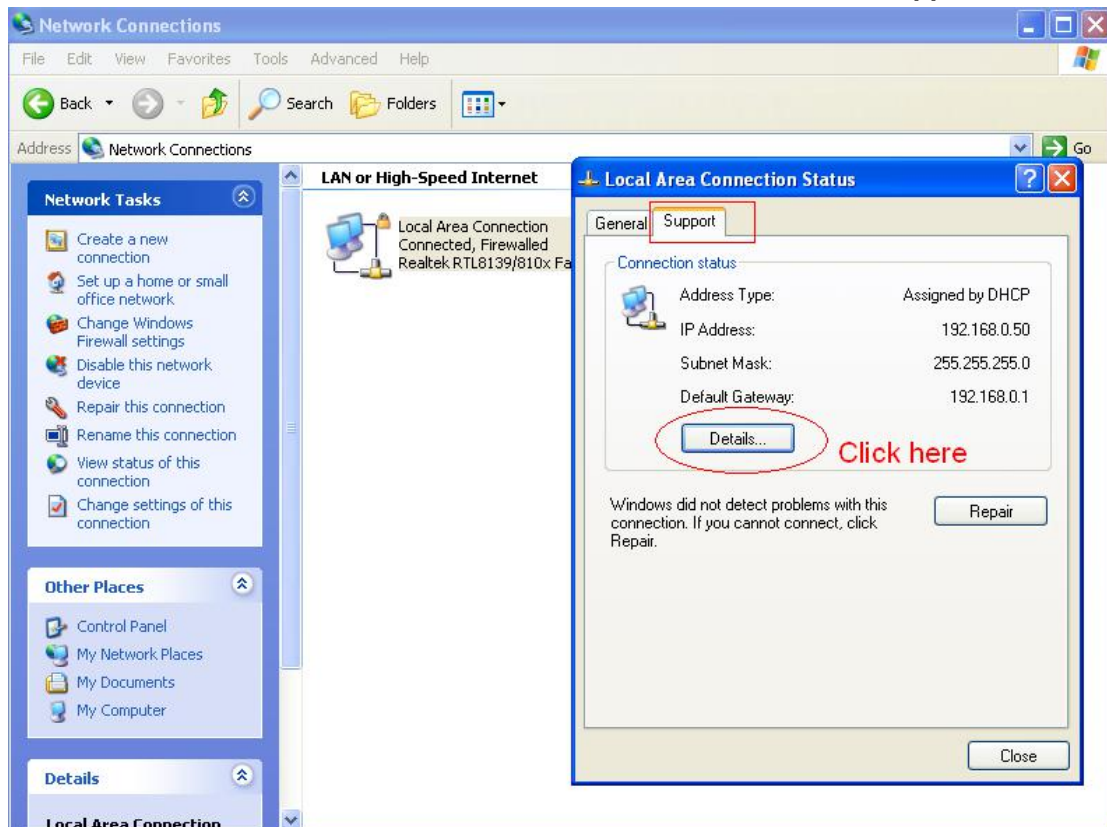 Network Connections
File Edit View Favorites Tools Advanced Help
Back Search Folders
Address Network Connections Go
Network Tasks
Create a new
connection
Set up a home or small
office network
Change Windows
Firewall settings
Disable this network
device
Repair this connection
Rename this connection
View status of this
connection
Change settings of this
connection
Other Places
Control Panel
My Network Places
My Documents
My Computer
Details
Local Area Connection
LAN or High-Speed Internet
Local Area Connection
Connected, Firewalled
Realtek RTL8139/810x Fa
Local Area Connection Status
General Support
Connection status
Address Type: Assigned by DHCP
IP Address: 192.168.0.50
Subnet Mask: 255.255.255.0
Default Gateway: 192.168.0.1
Details...
Click here
Windows did not detect problems with this
connection. If you cannot connect, click
Repair.
Repair
Close